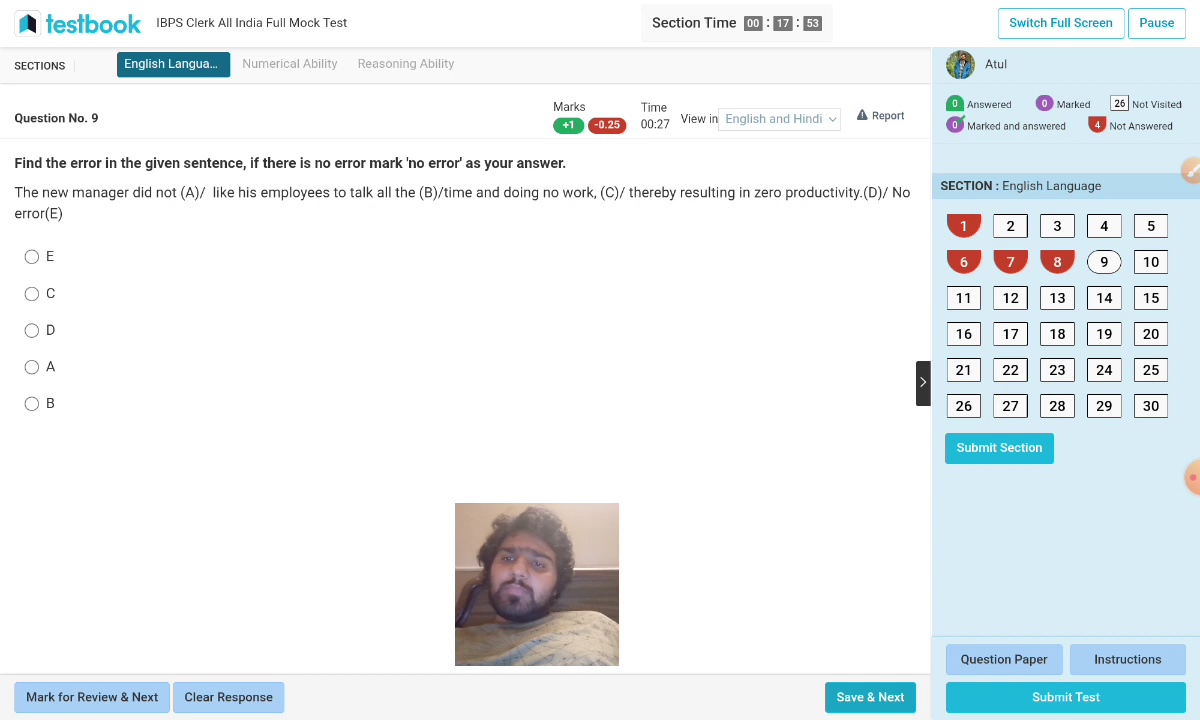 testbook
IBPS Clerk All India Full Mock Test
Section Time 00 : 17 : 53
Switch Full Screen
Pause
SECTIONS
English Langua...
Numerical Ability
Reasoning Ability
Atul
Question No. 9
Marks
+1 -0.25
Time
00:27
View in English and Hindi
Report
0 Answered
0 Marked
26 Not Visited
0 Marked and answered
4 Not Answered
Find the error in the given sentence, if there is no error mark 'no error' as your answer.
The new manager did not (A)/ like his employees to talk all the (B)/time and doing no work, (C)/ thereby resulting in zero productivity.(D)/ No
error(E)
E
C
D
A
B
SECTION : English Language
1 2 3 4 5
6 7 8 9 10
11 12 13 14 15
16 17 18 19 20
21 22 23 24 25
26 27 28 29 30
Submit Section
Question Paper
Instructions
Mark for Review & Next
Clear Response
Save & Next
Submit Test